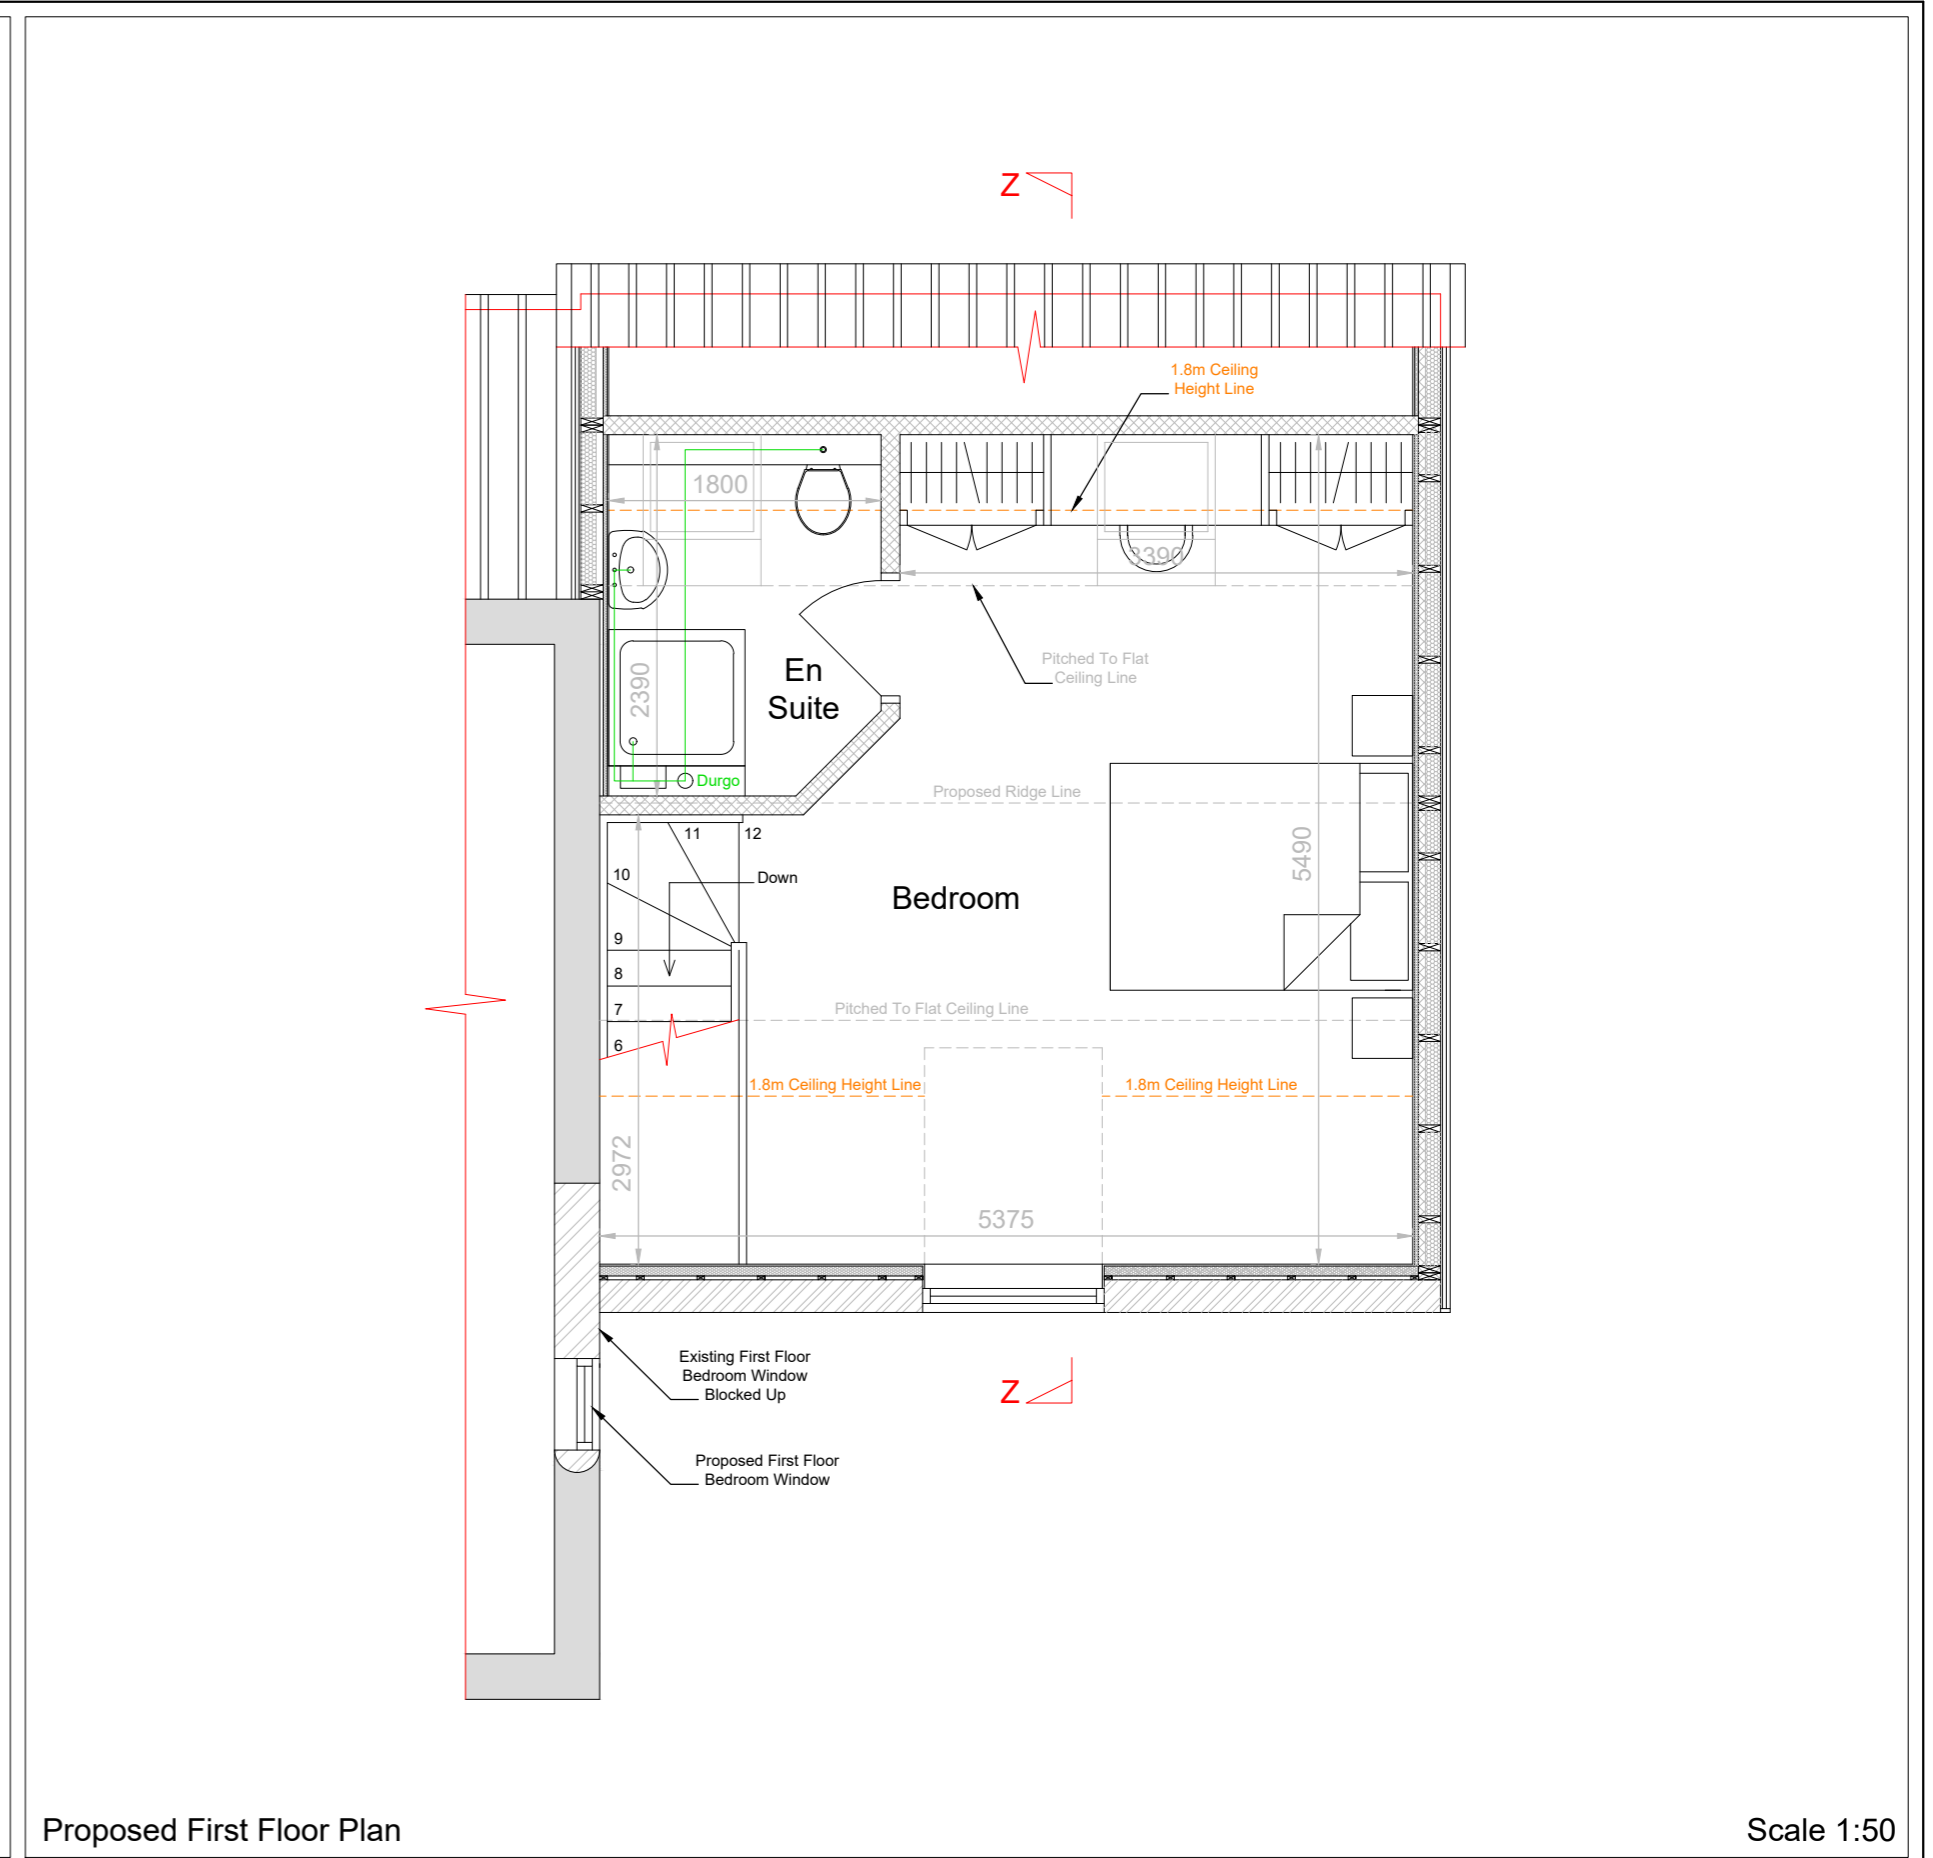 Z
1.8m Ceiling
Height Line
1800
3390
Pitched To Flat
Ceiling Line
En
Suite
2390
Durgo
Proposed Ridge Line
11
12
10
Down
5490
Bedroom
9
8
7
Pitched To Flat Ceiling Line
6
1.8m Ceiling Height Line
1.8m Ceiling Height Line
2972
5375
Existing First Floor
Bedroom Window
Blocked Up
Z
Proposed First Floor
Bedroom Window
Proposed First Floor Plan
Scale 1:50